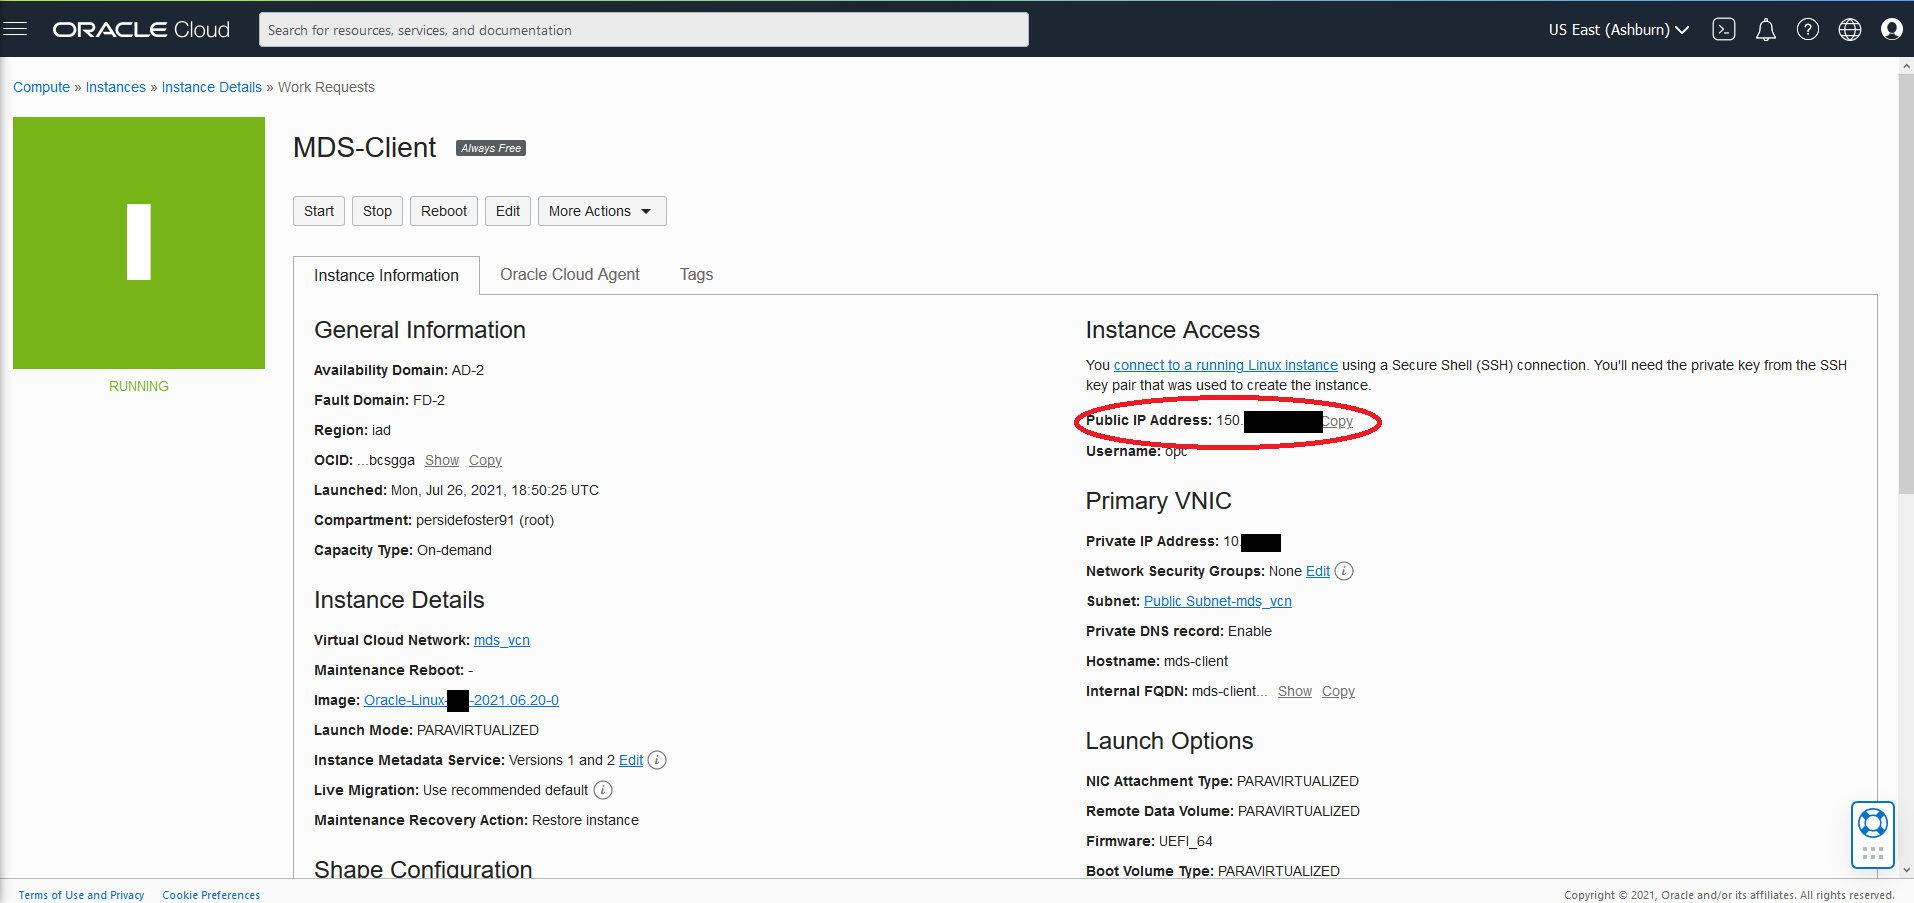 ORACLE Cloud
Search for resources, services, and documentation
US East (Ashburn)
Compute » Instances » Instance Details » Work Requests
MDS-Client
Always Free
Start
Stop
Reboot
Edit
More Actions
RUNNING
Instance Information
Oracle Cloud Agent
Tags
General Information
Availability Domain: AD-2
Fault Domain: FD-2
Region: iad
OCID: ...bcsgga Show Copy
Launched: Mon, Jul 26, 2021, 18:50:25 UTC
Compartment: persidefoster91 (root)
Capacity Type: On-demand
Instance Details
Virtual Cloud Network: mds_vcn
Maintenance Reboot: -
Image: Oracle-Linux- -2021.06.20-0
Launch Mode: PARAVIRTUALIZED
Instance Metadata Service: Versions 1 and 2 Edit
Live Migration: Use recommended default
Maintenance Recovery Action: Restore instance
Shape Configuration
Instance Access
You connect to a running Linux instance using a Secure Shell (SSH) connection. You'll need the private key from the SSH
key pair that was used to create the instance.
Public IP Address: 150. Copy
Username: opc
Primary VNIC
Private IP Address: 10.
Network Security Groups: None Edit
Subnet: Public Subnet-mds_vcn
Private DNS record: Enable
Hostname: mds-client
Internal FQDN: mds-client... Show Copy
Launch Options
NIC Attachment Type: PARAVIRTUALIZED
Remote Data Volume: PARAVIRTUALIZED
Firmware: UEFI_64
Boot Volume Type: PARAVIRTUALIZED
Terms of Use and Privacy
Cookie Preferences
Copyright © 2021, Oracle and/or its affiliates. All rights reserved.